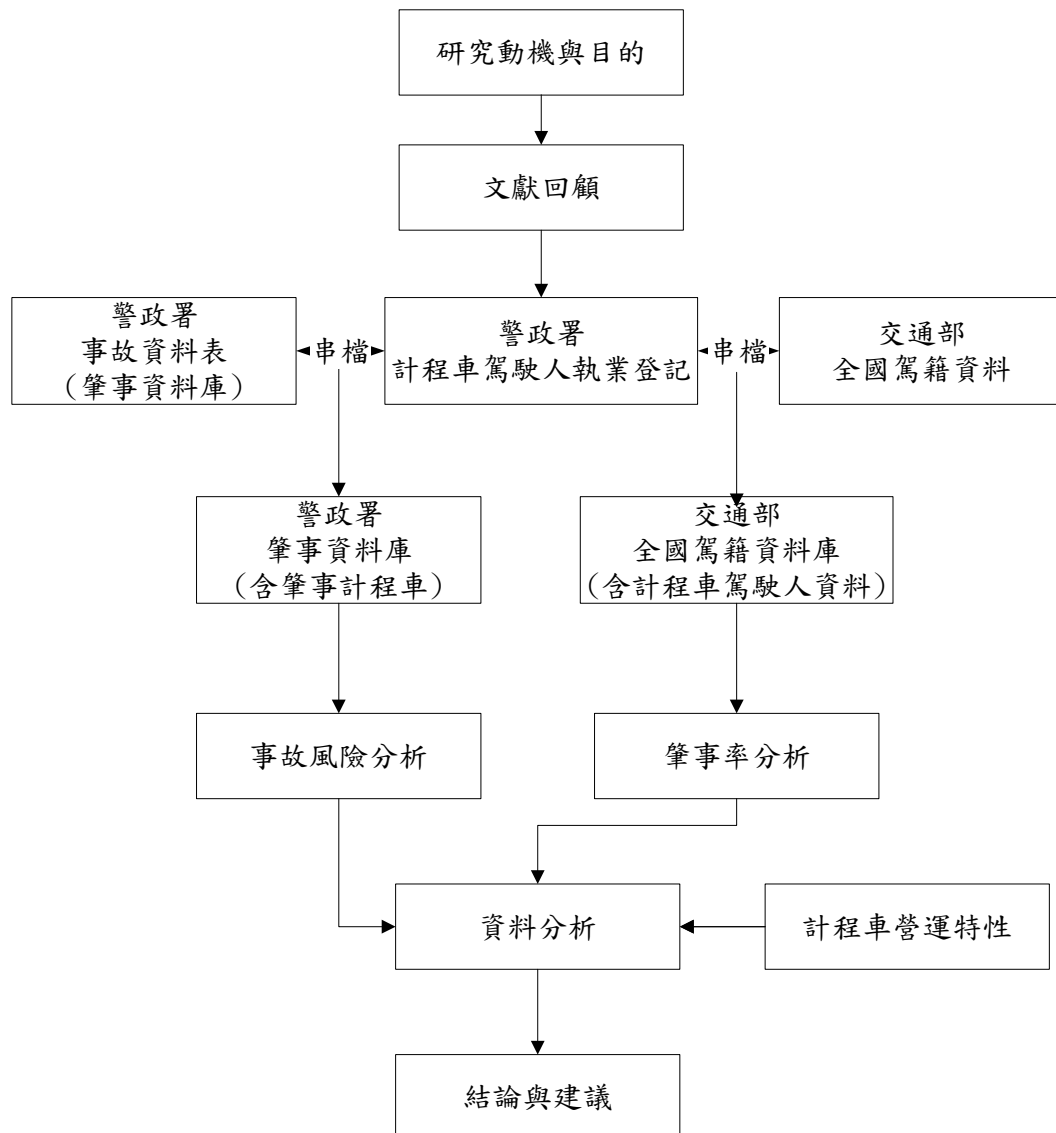 研究動機與目的
文獻回顧
警政署
事故資料表
（肇事資料庫）
串檔
警政署
計程車駕駛人執業登記
串檔
交通部
全國駕籍資料
警政署
肇事資料庫
（含肇事計程車）
交通部
全國駕籍資料庫
（含計程車駕駛人資料）
事故風險分析
肇事率分析
資料分析
計程車營運特性
結論與建議